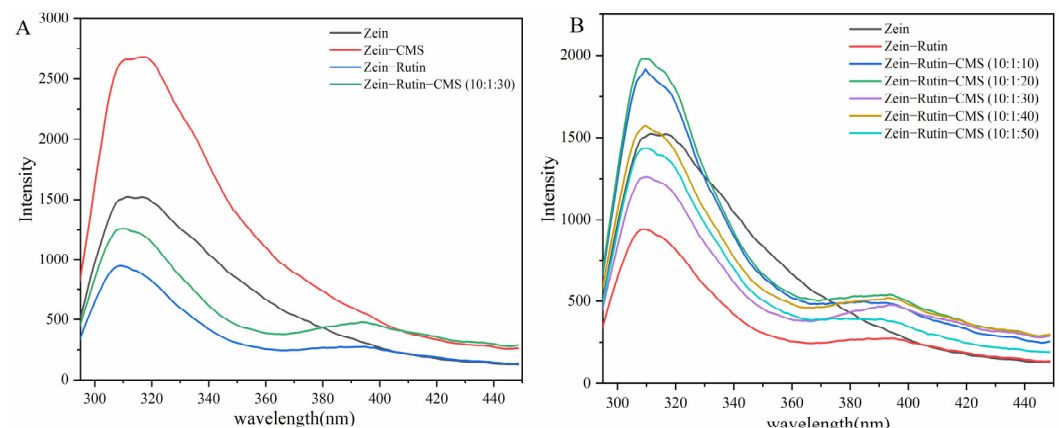 A
3000
2500
2000
1500
1000
500
0
Intensity
300 320 340 360 380 400 420 440
wavelength(nm)
Zein
Zein−CMS
Zein−Rutin
Zein−Rutin−CMS (10:1:30)
B
2000
1500
1000
500
0
Intensity
300 320 340 360 380 400 420 440
wavelength(nm)
Zein
Zein−Rutin
Zein−Rutin−CMS (10:1:10)
Zein−Rutin−CMS (10:1:20)
Zein−Rutin−CMS (10:1:30)
Zein−Rutin−CMS (10:1:40)
Zein−Rutin−CMS (10:1:50)